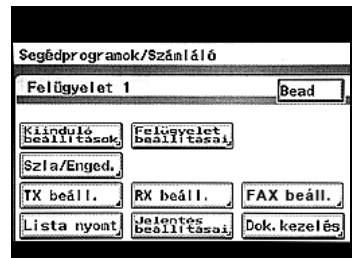 Segédprogramok/Számláló
Felügyelet 1
Bead
Kiinduló
beállítások
Felügyelet
beállításai
Szla/Enged.
TX beáll.
RX beáll.
FAX beáll.
Lista nyomt
Jelentés
beállításai
Dok. kezelés